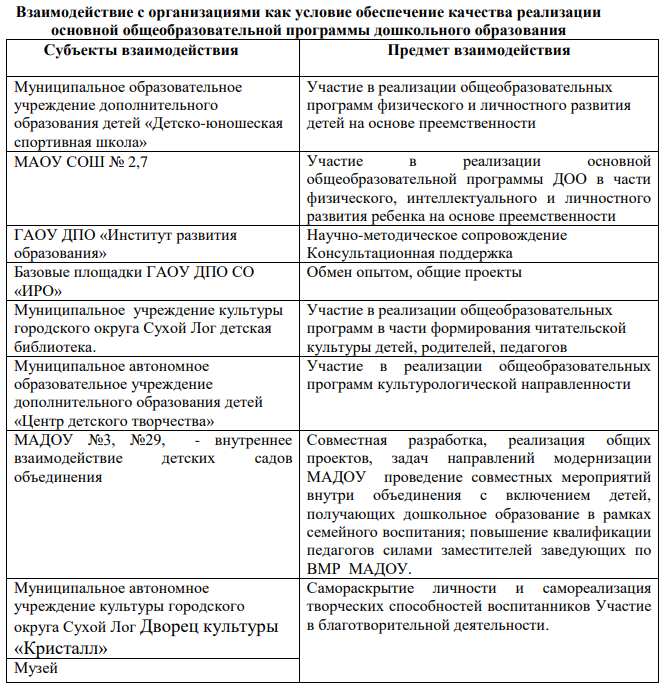 Взаимодействие с организациями как условие обеспечение качества реализации
основной общеобразовательной программы дошкольного образования
Субъекты взаимодействия
Предмет взаимодействия
Муниципальное образовательное
учреждение дополнительного
образования детей «Детско-юношеская
спортивная школа»
Участие в реализации общеобразовательных
программ физического и личностного развития
детей на основе преемственности
МАОУ СОШ № 2,7
Участие в реализации основной
общеобразовательной программы ДОО в части
физического, интеллектуального и личностного
развития ребенка на основе преемственности
ГАОУ ДПО «Институт развития
образования»
Научно-методическое сопровождение
Консультационная поддержка
Базовые площадки ГАОУ ДПО СО
«ИРО»
Обмен опытом, общие проекты
Муниципальное учреждение культуры
городского округа Сухой Лог детская
библиотека.
Участие в реализации общеобразовательных
программ в части формирования читательской
культуры детей, родителей, педагогов
Муниципальное автономное
образовательное учреждение
дополнительного образования детей
«Центр детского творчества»
Участие в реализации общеобразовательных
программ культурологической направленности
МАДОУ №3, №29, - внутреннее
взаимодействие детских садов
объединения
Совместная разработка, реализация общих
проектов, задач направлений модернизации
МАДОУ проведение совместных мероприятий
внутри объединения с включением детей,
получающих дошкольное образование в рамках
семейного воспитания; повышение квалификации
педагогов силами заместителей заведующих по
ВМР МАДОУ.
Муниципальное автономное
учреждение культуры городского
округа Сухой Лог Дворец культуры
«Кристалл»
Самораскрытие личности и самореализация
творческих способностей воспитанников Участие
в благотворительной деятельности.
Музей